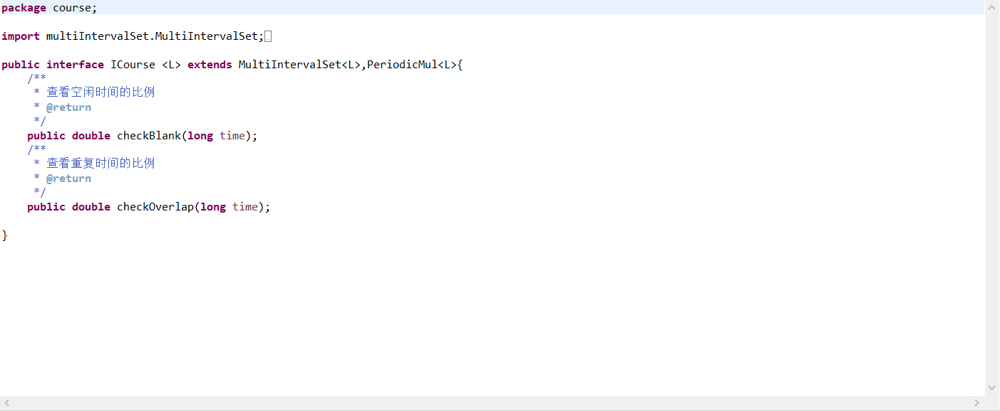 package course;
import multiIntervalSet.MultiIntervalSet;
public interface ICourse <L> extends MultiIntervalSet<L>,PeriodicMul<L>{
/**
* 查看空闲时间的比例
* @return
*/
public double checkBlank(long time);
/**
* 查看重复时间的比例
* @return
*/
public double checkOverlap(long time);
}